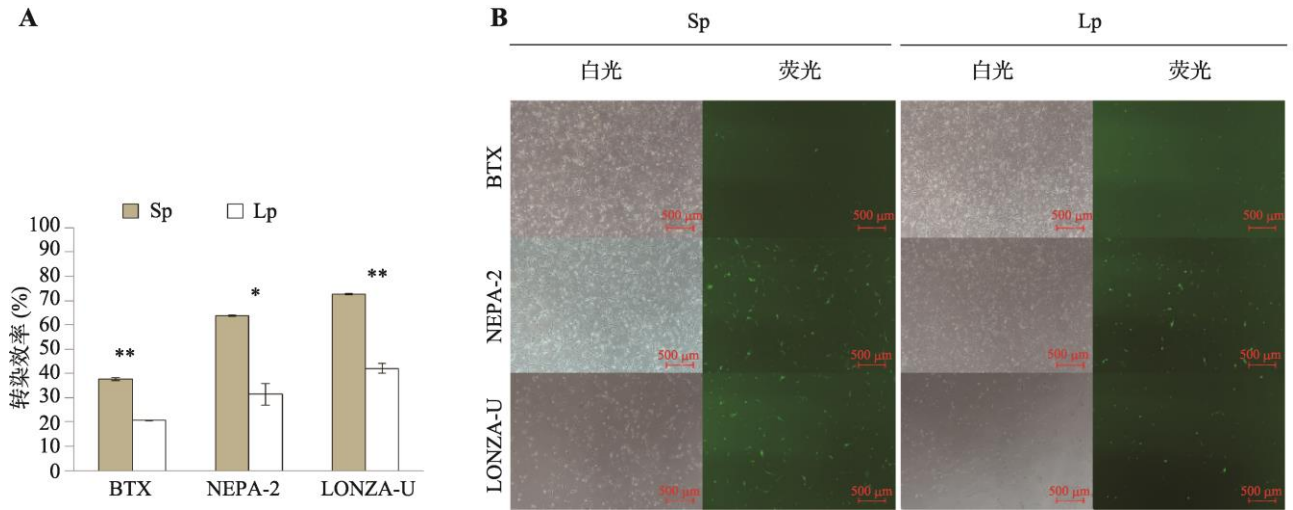 A
Sp Lp
转染效率 (%)
100
90
80
70
60
50
40
30
20
10
0
**
*
**
BTX NEPA-2 LONZA-U
B
Sp Lp
白光 荧光 白光 荧光
BTX
500 μm 500 μm 500 μm 500 μm
NEPA-2
500 μm 500 μm 500 μm 500 μm
LONZA-U
500 μm 500 μm 500 μm 500 μm